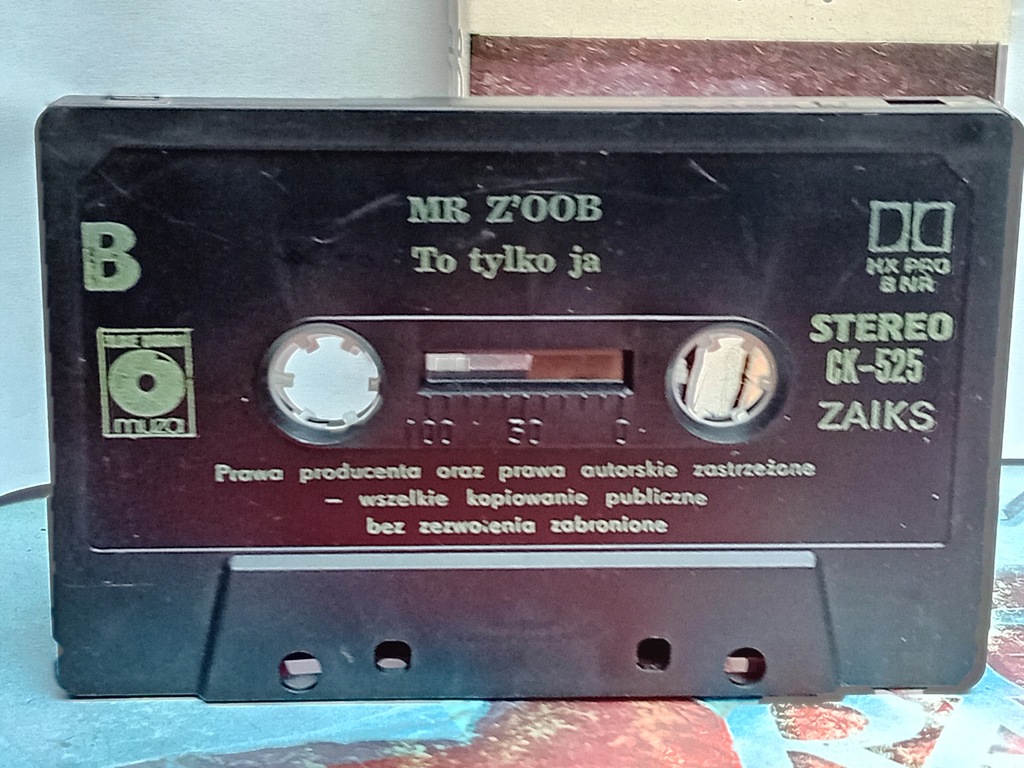 MR Z'OOB
To tylko ja
B
HX PRO
B NR
STEREO
CK-525
ZAIKS
muza
100 50 0
Prawa producenta oraz prawa autorskie zastrzeżone
– wszelkie kopiowanie publiczne
bez zezwolenia zabronione